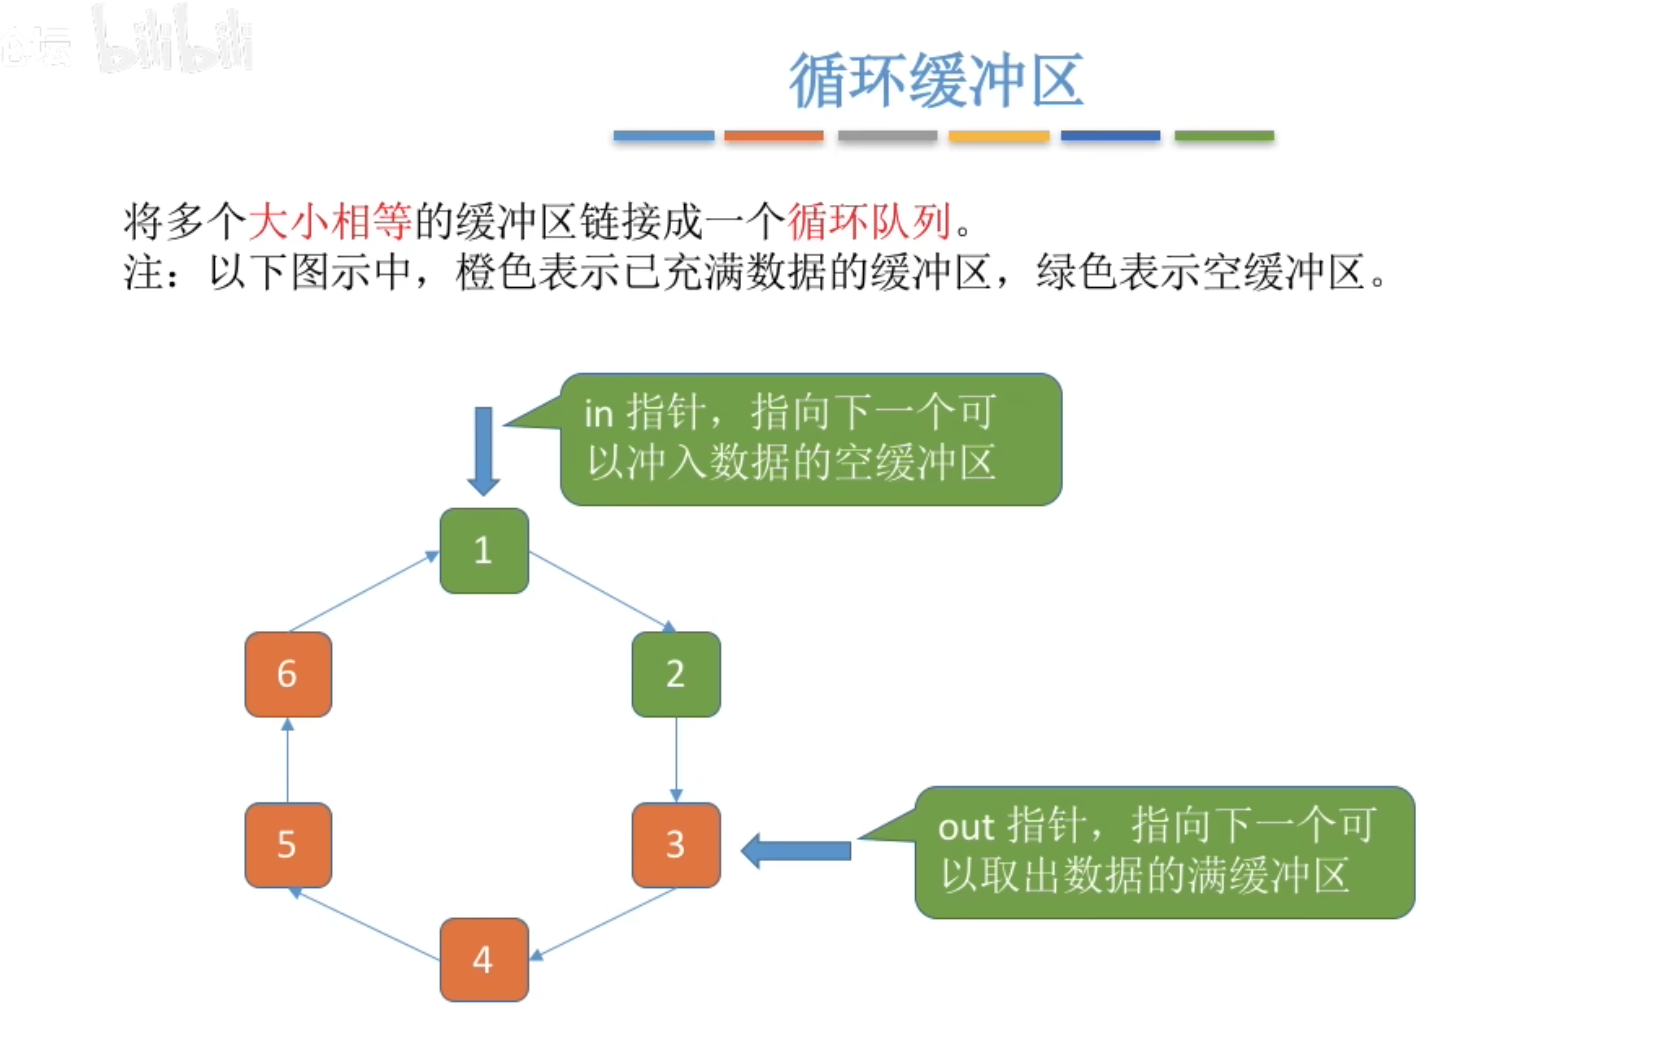 bilibili
循环缓冲区
将多个大小相等的缓冲区链接成一个循环队列。
注：以下图示中，橙色表示已充满数据的缓冲区，绿色表示空缓冲区。
in 指针，指向下一个可
以冲入数据的空缓冲区
1
6
2
5
3
out 指针，指向下一个可
以取出数据的满缓冲区
4